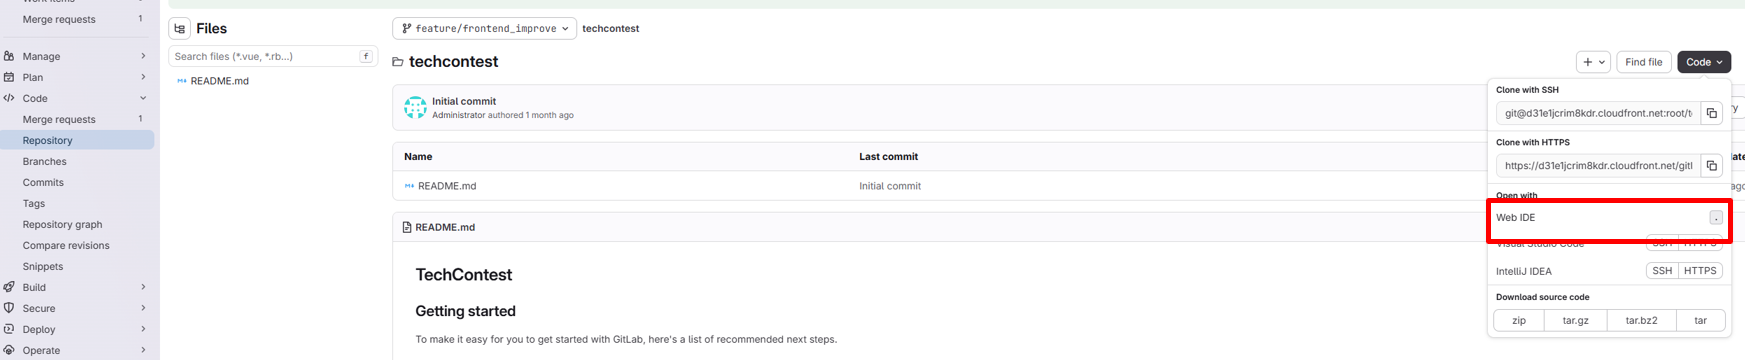 Merge requests 1
Manage
Plan
Code
Merge requests 1
Repository
Branches
Commits
Tags
Repository graph
Compare revisions
Snippets
Build
Secure
Deploy
Operate
Files
Search files (*.vue, *.rb...) f
README.md
feature/frontend_improve techcontest
techcontest
Find file Code
Initial commit
Administrator authored 1 month ago
Name Last commit
README.md Initial commit
README.md
TechContest
Getting started
To make it easy for you to get started with GitLab, here's a list of recommended next steps.
Clone with SSH
git@d31e1jcrim8kdr.cloudfront.net:root/t
Clone with HTTPS
https://d31e1jcrim8kdr.cloudfront.net/gitl
Open with
Web IDE .
Visual Studio Code SSH HTTPS
IntelliJ IDEA SSH HTTPS
Download source code
zip tar.gz tar.bz2 tar